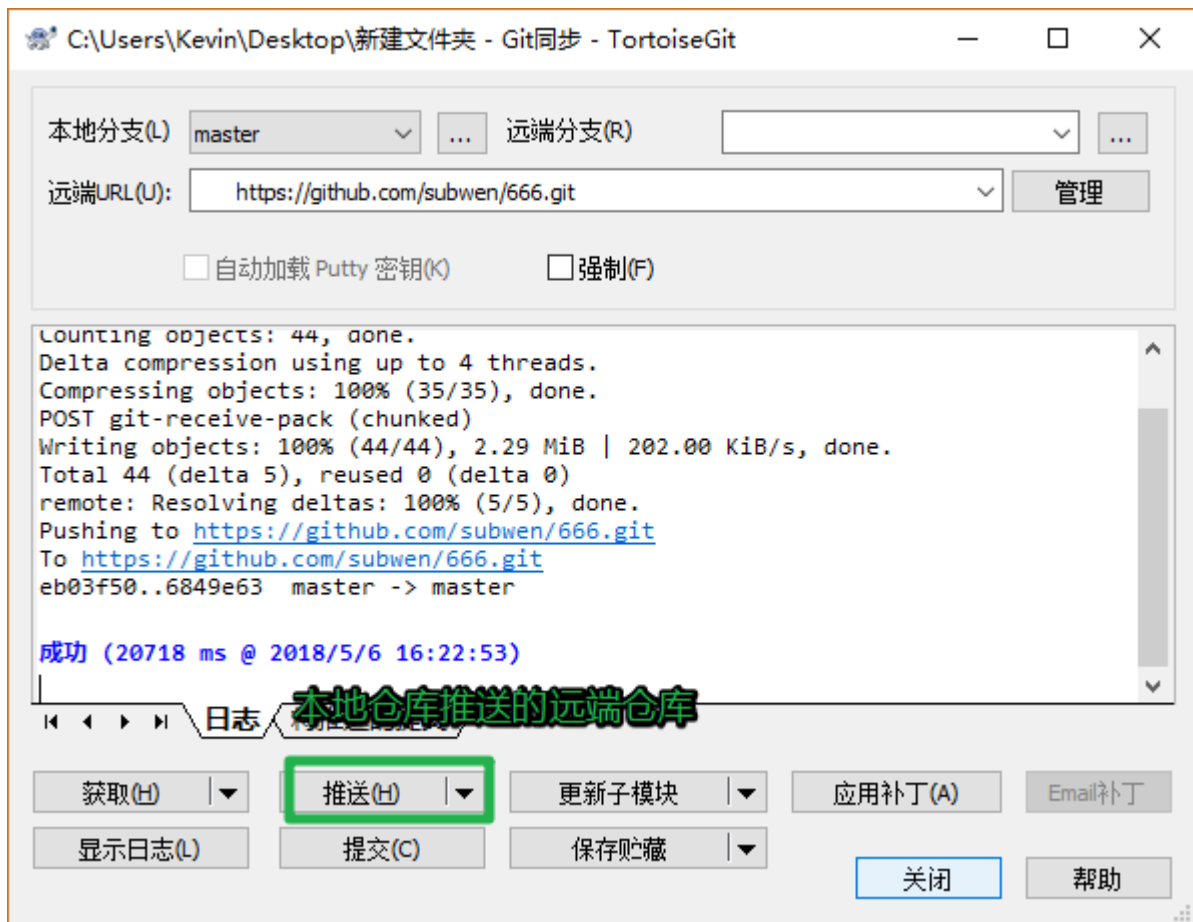 C:\Users\Kevin\Desktop\新建文件夹 - Git同步 - TortoiseGit
本地分支(L) master ... 远端分支(R) ...
远端URL(U): https://github.com/subwen/666.git 管理
自动加载 Putty 密钥(K) 强制(F)
Counting objects: 44, done.
Delta compression using up to 4 threads.
Compressing objects: 100% (35/35), done.
POST git-receive-pack (chunked)
Writing objects: 100% (44/44), 2.29 MiB | 202.00 KiB/s, done.
Total 44 (delta 5), reused 0 (delta 0)
remote: Resolving deltas: 100% (5/5), done.
Pushing to https://github.com/subwen/666.git
To https://github.com/subwen/666.git
eb03f50..6849e63  master -> master
成功 (20718 ms @ 2018/5/6 16:22:53)
本地仓库推送的远端仓库
日志
获取(H) 推送(H) 更新子模块 应用补丁(A) Email补丁
显示日志(L) 提交(C) 保存贮藏
关闭 帮助